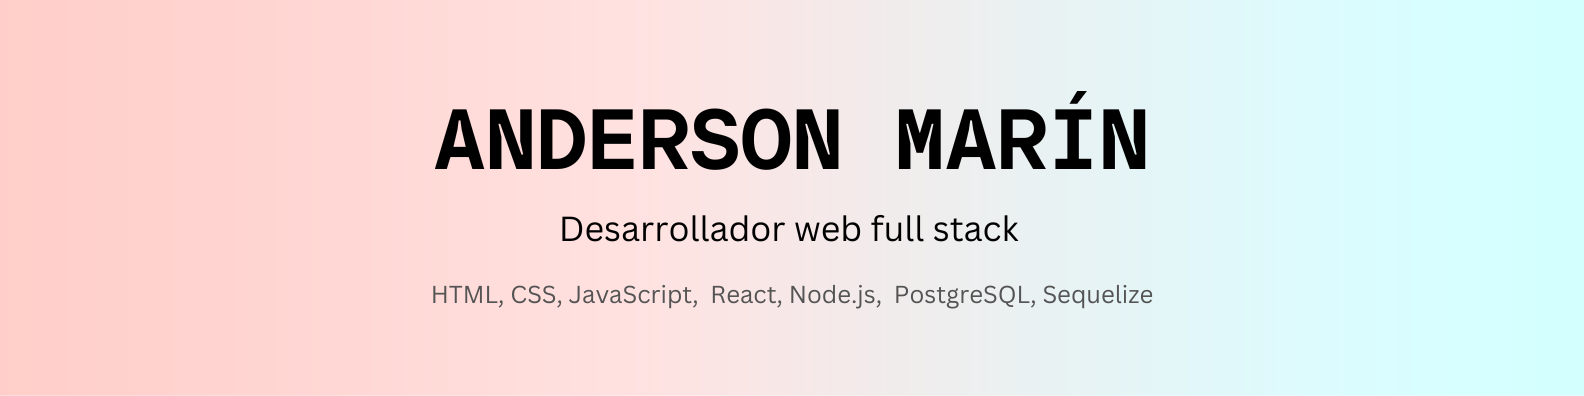 ANDERSON MARÍN
Desarrollador web full stack
HTML, CSS, JavaScript, React, Node.js, PostgreSQL, Sequelize